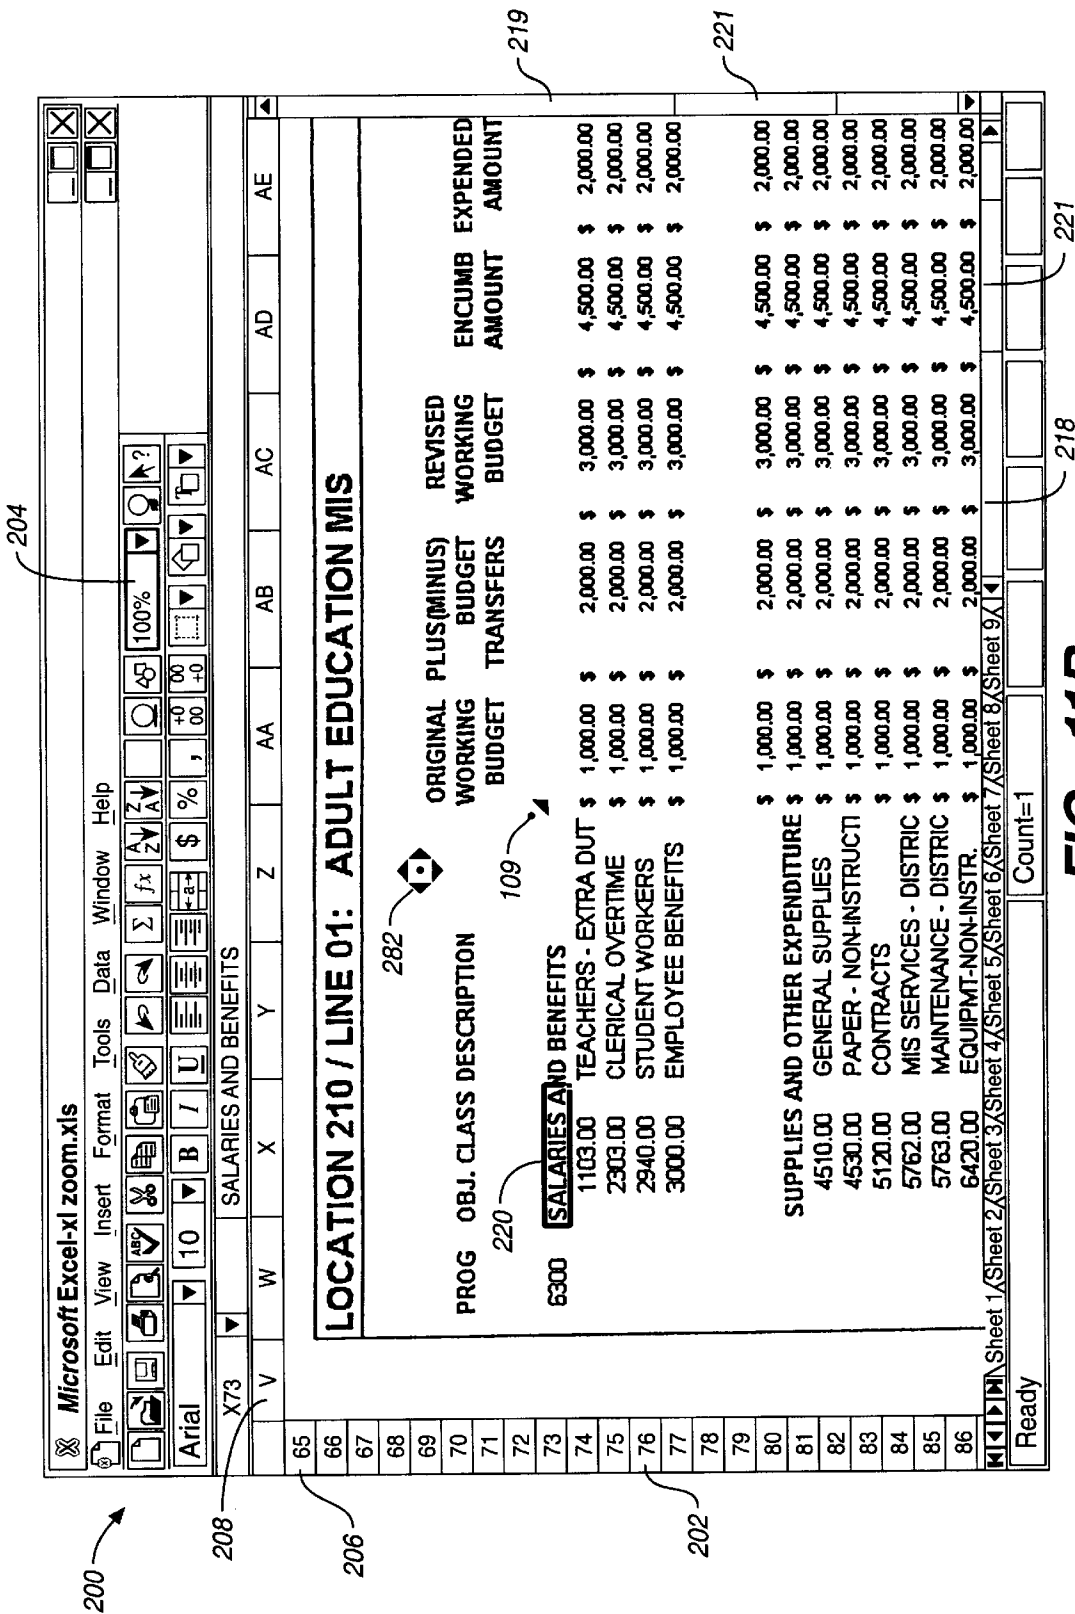 204
200
Microsoft Excel-xl zoom.xls
File Edit View Insert Format Tools Data Window Help
ABC Σ fx A Z Z A 100% ?
Arial 10 B I U a $ % , +0 00 00 +0 T
X73 SALARIES AND BENEFITS
208
V W X Y Z AA AB AC AD AE
206
65
66 LOCATION 210 / LINE 01: ADULT EDUCATION MIS
67
68
282
69 ORIGINAL PLUS(MINUS) REVISED
70 PROG OBJ. CLASS DESCRIPTION WORKING BUDGET WORKING ENCUMB EXPENDED
71 BUDGET TRANSFERS BUDGET AMOUNT AMOUNT
220
109
72
219
73 6300 SALARIES AND BENEFITS
74 1103.00 TEACHERS - EXTRA DUT $ 1,000.00 $ 2,000.00 $ 3,000.00 $ 4,500.00 $ 2,000.00
75 2303.00 CLERICAL OVERTIME $ 1,000.00 $ 2,000.00 $ 3,000.00 $ 4,500.00 $ 2,000.00
76 2940.00 STUDENT WORKERS $ 1,000.00 $ 2,000.00 $ 3,000.00 $ 4,500.00 $ 2,000.00
77 3000.00 EMPLOYEE BENEFITS $ 1,000.00 $ 2,000.00 $ 3,000.00 $ 4,500.00 $ 2,000.00
202
78
79
221
80 SUPPLIES AND OTHER EXPENDITURE $ 1,000.00 $ 2,000.00 $ 3,000.00 $ 4,500.00 $ 2,000.00
81 4510.00 GENERAL SUPPLIES $ 1,000.00 $ 2,000.00 $ 3,000.00 $ 4,500.00 $ 2,000.00
82 4530.00 PAPER - NON-INSTRUCTI $ 1,000.00 $ 2,000.00 $ 3,000.00 $ 4,500.00 $ 2,000.00
83 5120.00 CONTRACTS $ 1,000.00 $ 2,000.00 $ 3,000.00 $ 4,500.00 $ 2,000.00
84 5762.00 MIS SERVICES - DISTRIC $ 1,000.00 $ 2,000.00 $ 3,000.00 $ 4,500.00 $ 2,000.00
85 5763.00 MAINTENANCE - DISTRIC $ 1,000.00 $ 2,000.00 $ 3,000.00 $ 4,500.00 $ 2,000.00
86 6420.00 EQUIPMT-NON-INSTR. $ 1,000.00 $ 2,000.00 $ 3,000.00 $ 4,500.00 $ 2,000.00
Sheet 1 Sheet 2 Sheet 3 Sheet 4 Sheet 5 Sheet 6 Sheet 7 Sheet 8 Sheet 9
Ready Count=1
218
221